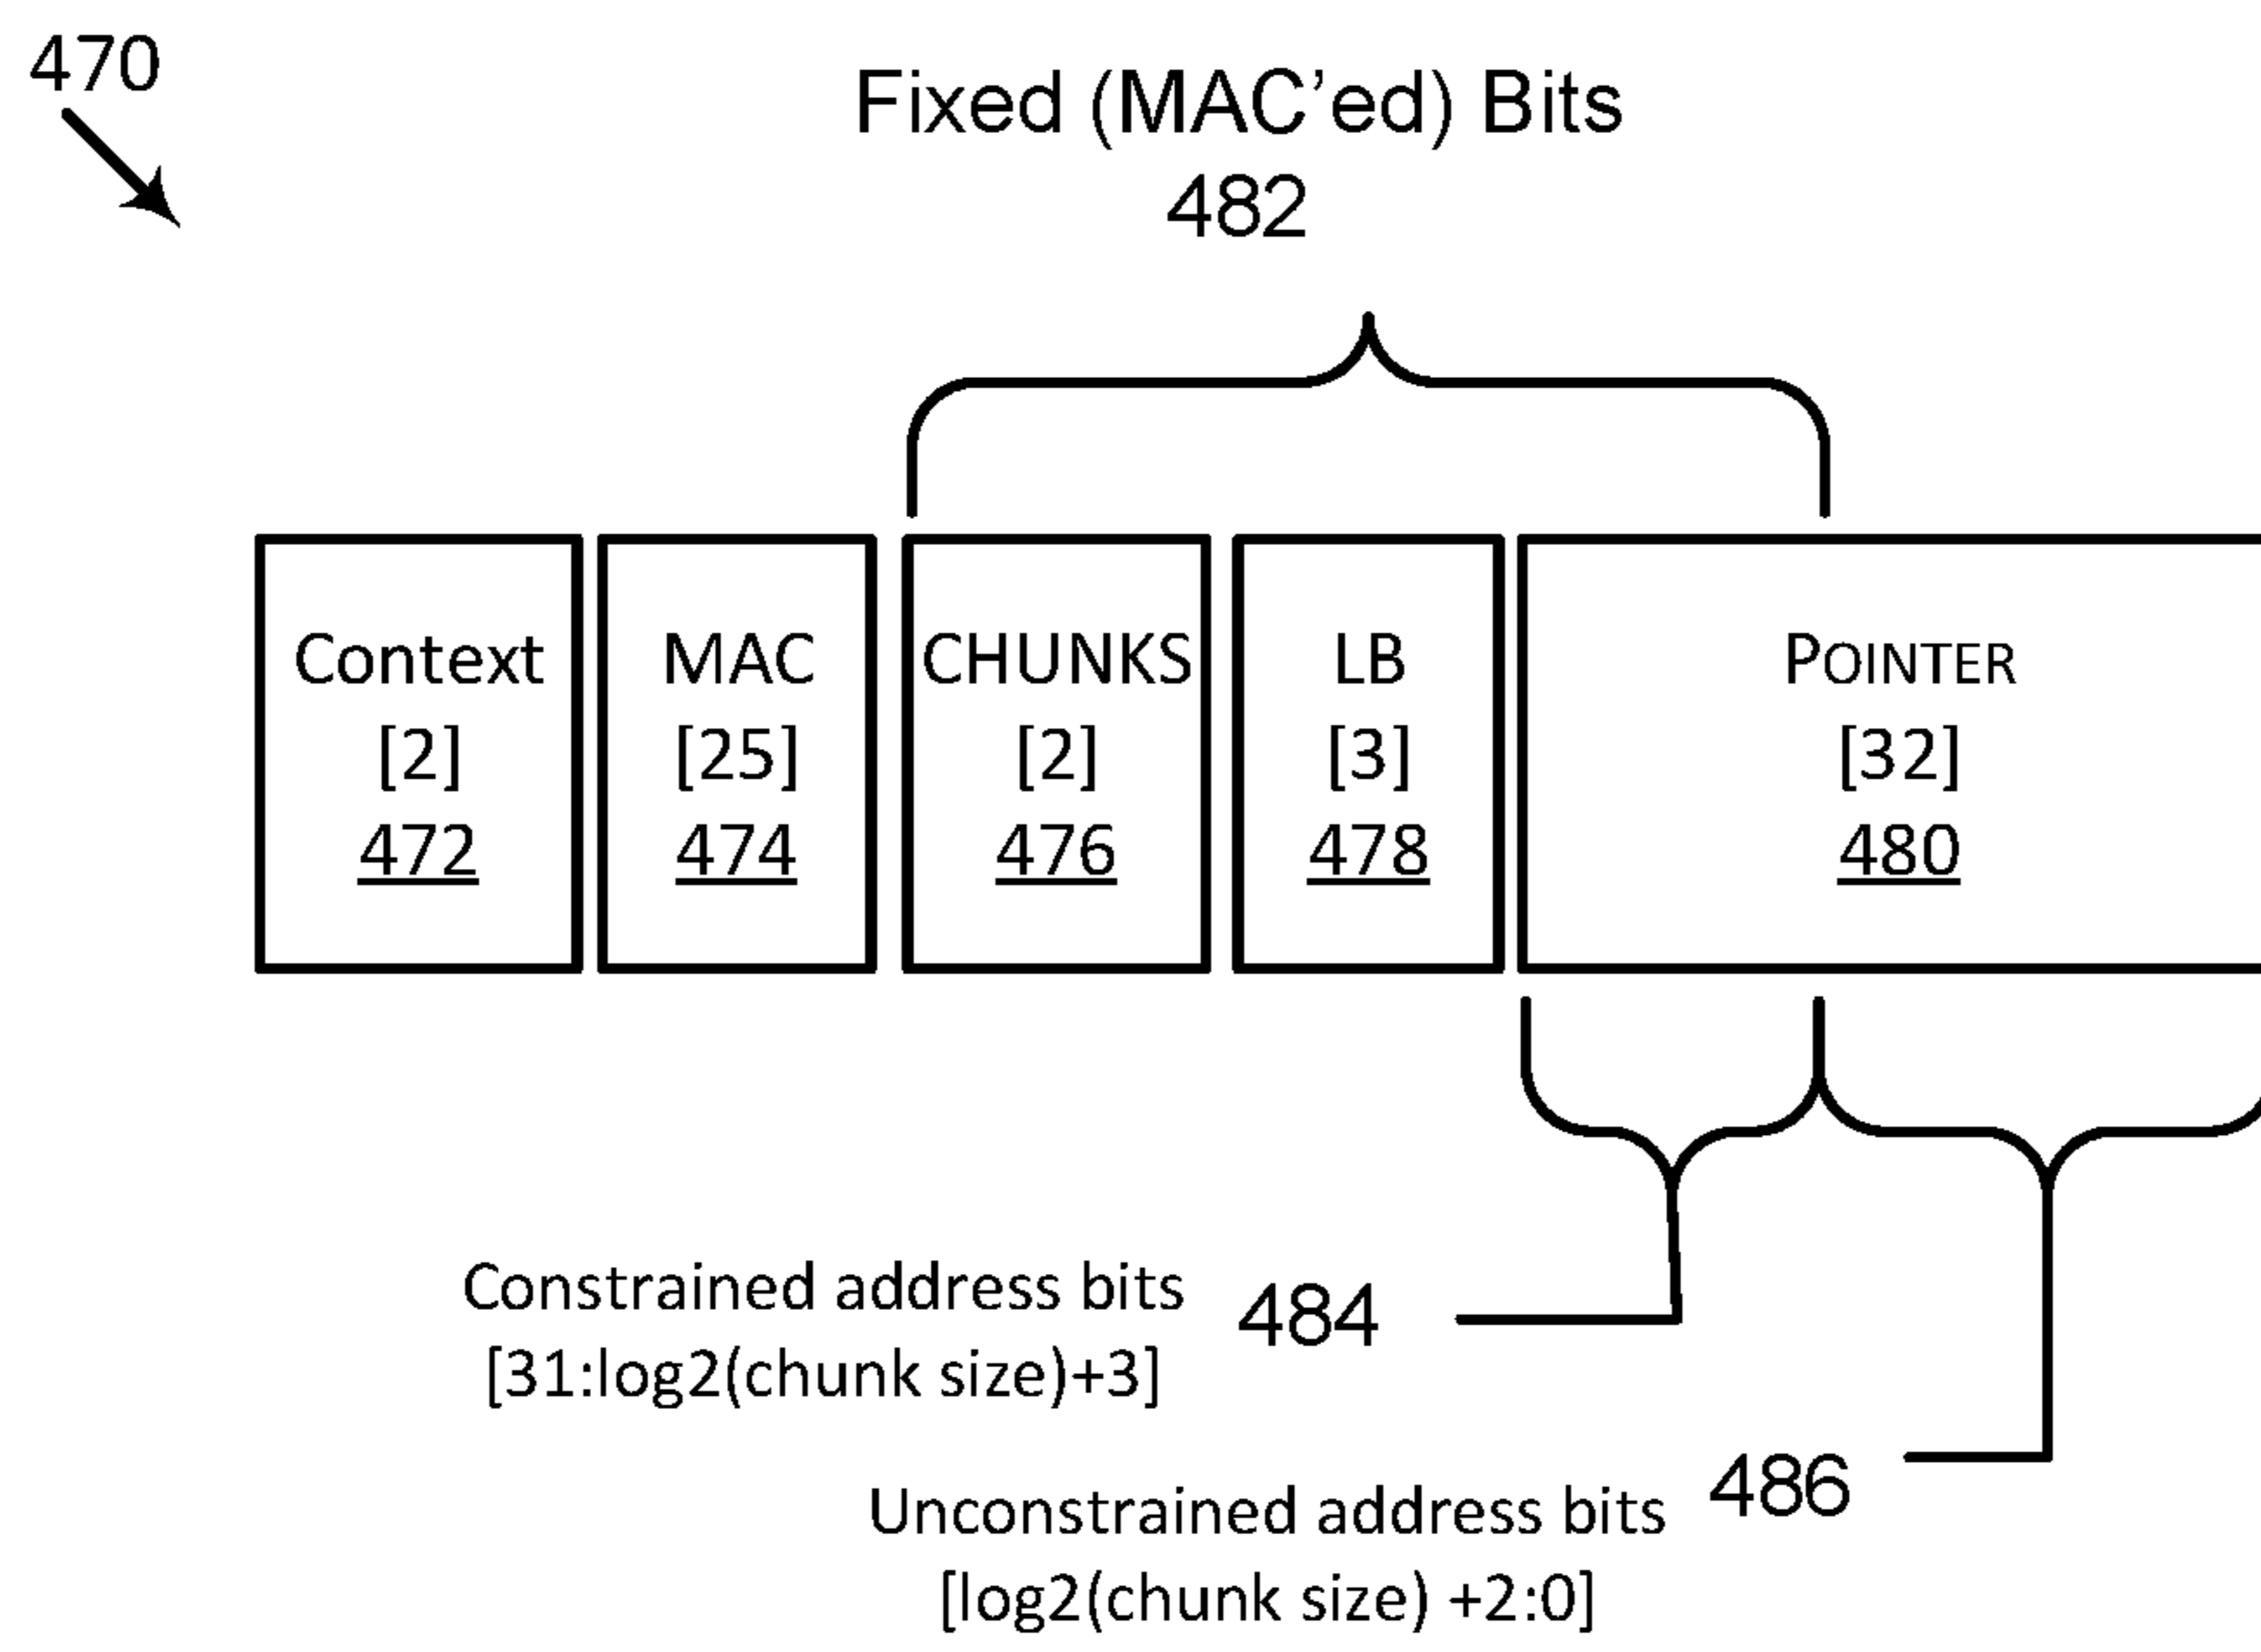 470
Fixed (MAC'ed) Bits
482
Context
[2]
472
MAC
[25]
474
CHUNKS
[2]
476
LB
[3]
478
POINTER
[32]
480
Constrained address bits
[31:log2(chunk size)+3]
484
Unconstrained address bits
[log2(chunk size) +2:0]
486